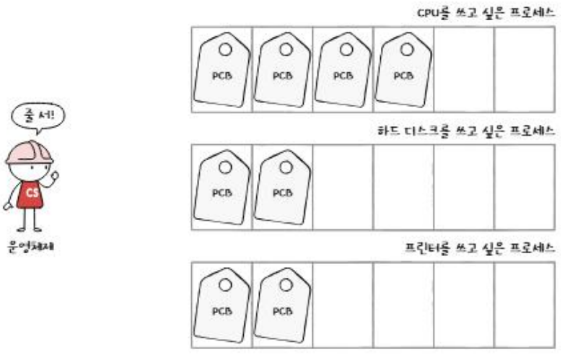 CPU를 쓰고 싶은 프로세스
PCB PCB PCB PCB
줄 서!
하드 디스크를 쓰고 싶은 프로세스
CS
PCB PCB
운영체제
프린터를 쓰고 싶은 프로세스
PCB PCB